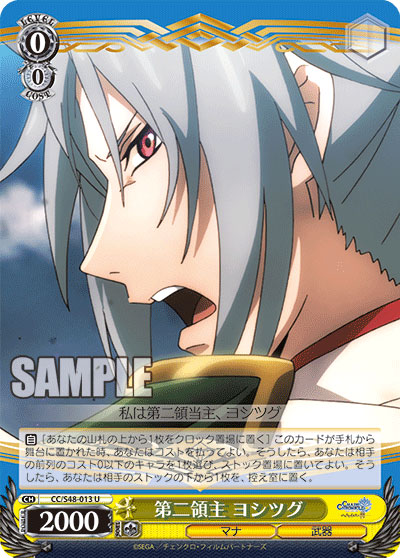 LEVEL
0
0
COST
SAMPLE
私は第二領当主、ヨシツグ
自 [あなたの山札の上から1枚をクロック置場に置く] このカードが手札から
舞台に置かれた時、あなたはコストを払ってよい。そうしたら、あなたは相手
の前列のコスト0以下のキャラを1枚選び、ストック置場に置いてよい。そう
したら、あなたは相手のストックの下から1枚を、控え室に置く。
CH CC/S48-013 U
2000
第二領主 ヨシツグ
マナ
武器
©SEGA / チェンクロ・フィルムパートナーズ